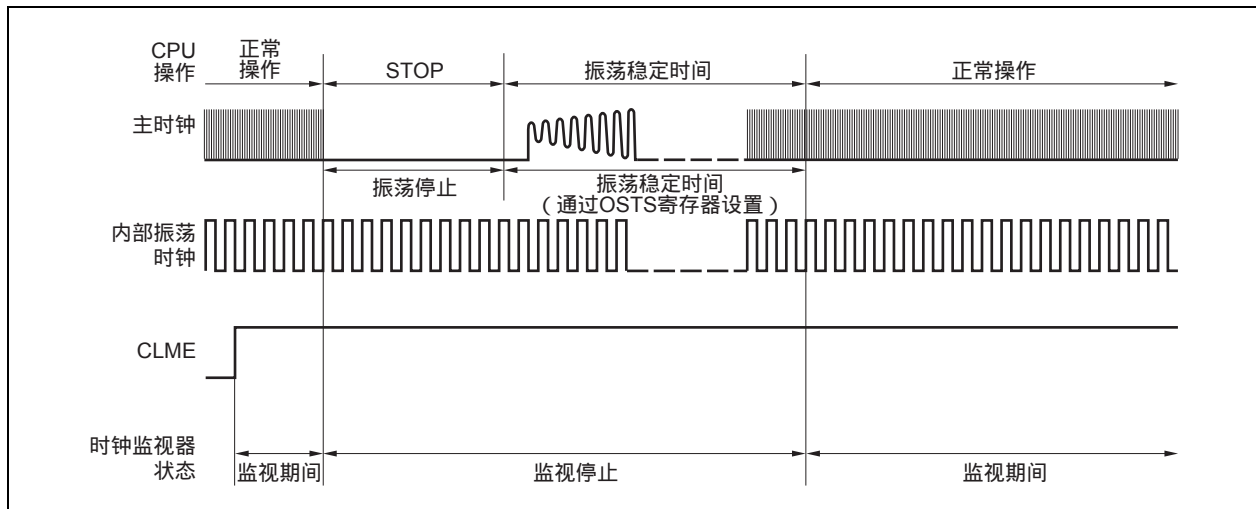 CPU
操作
正常
操作
STOP
振荡稳定时间
正常操作
主时钟
振荡停止
振荡稳定时间
（通过OSTS寄存器设置）
内部振荡
时钟
CLME
时钟监视器
状态
监视期间
监视停止
监视期间